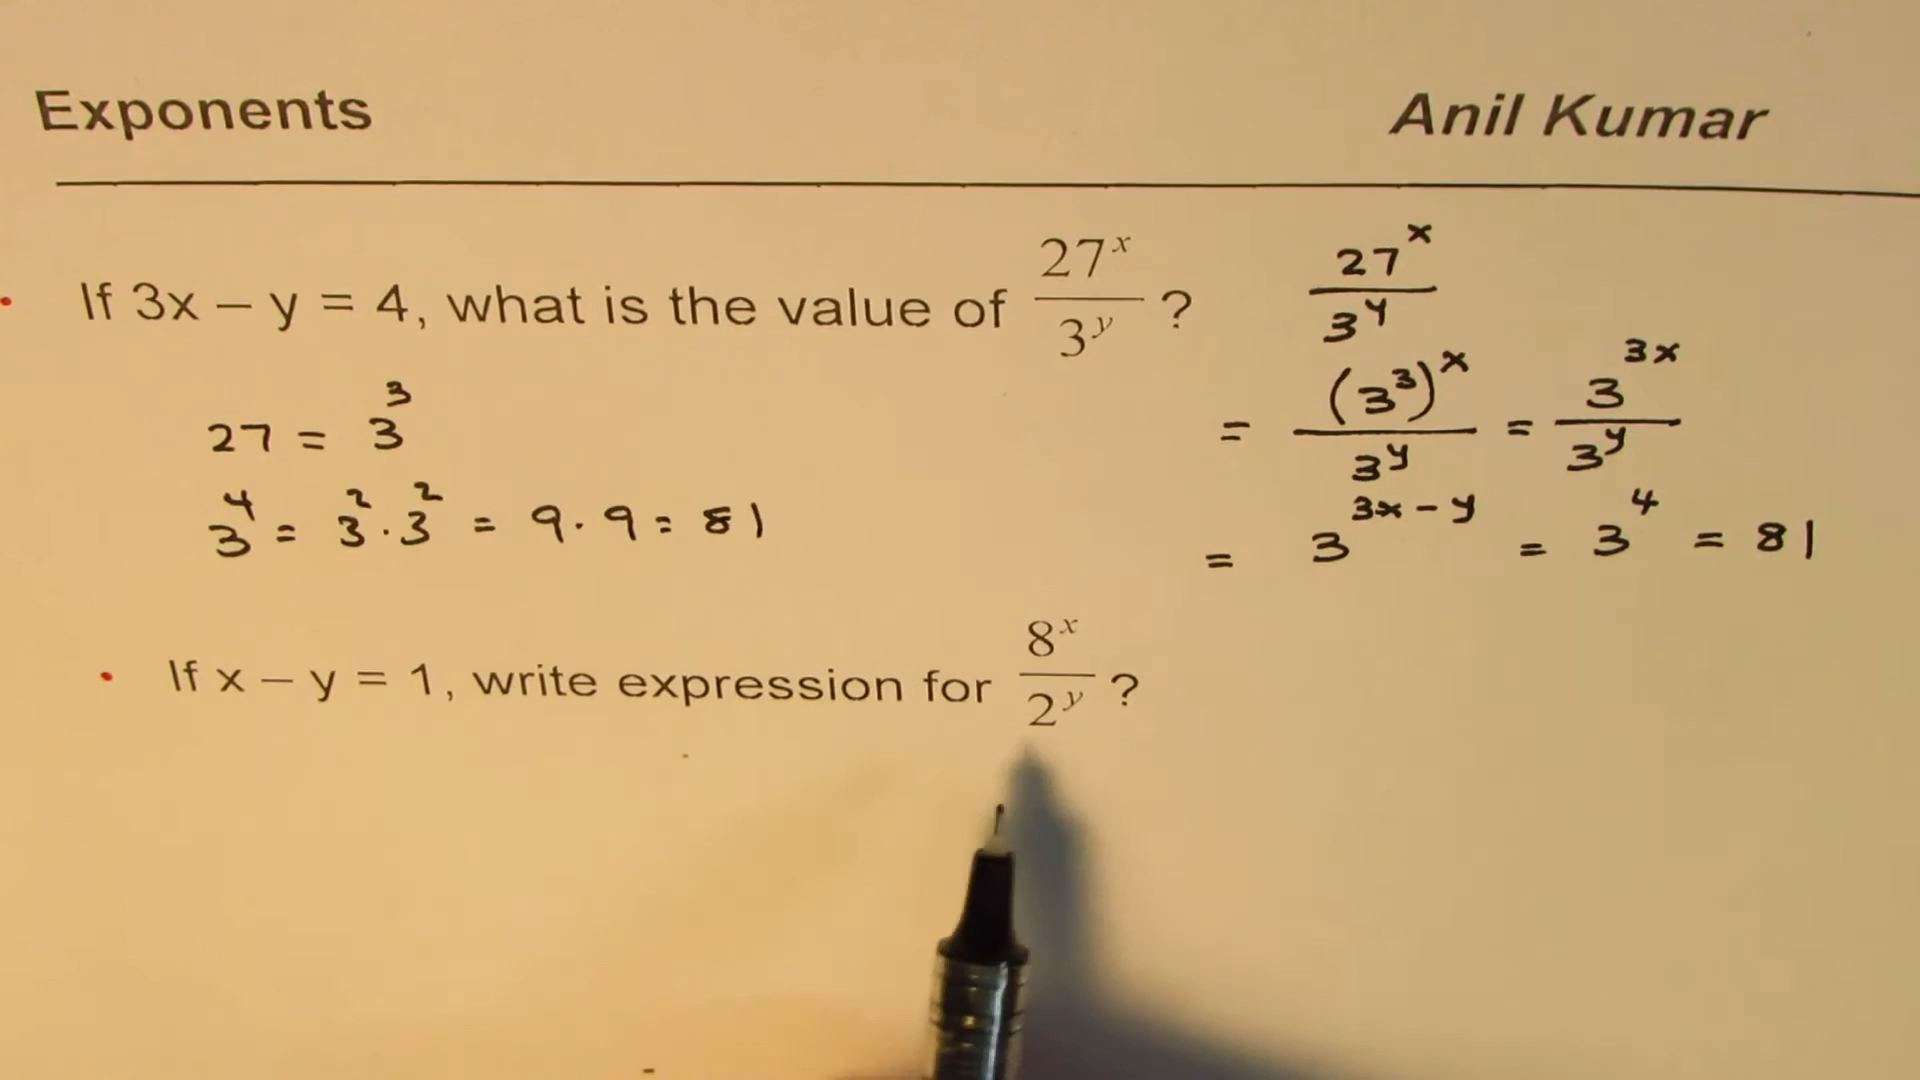 Exponents
Anil Kumar
If 3x – y = 4, what is the value of 27^x / 3^y ?
27^x / 3^y
27 = 3^3
= (3^3)^x / 3^y = 3^3x / 3^y
3^4 = 3^2 . 3^2 = 9 . 9 = 81
= 3^3x – y = 3^4 = 81
If x – y = 1, write expression for 8^x / 2^y ?